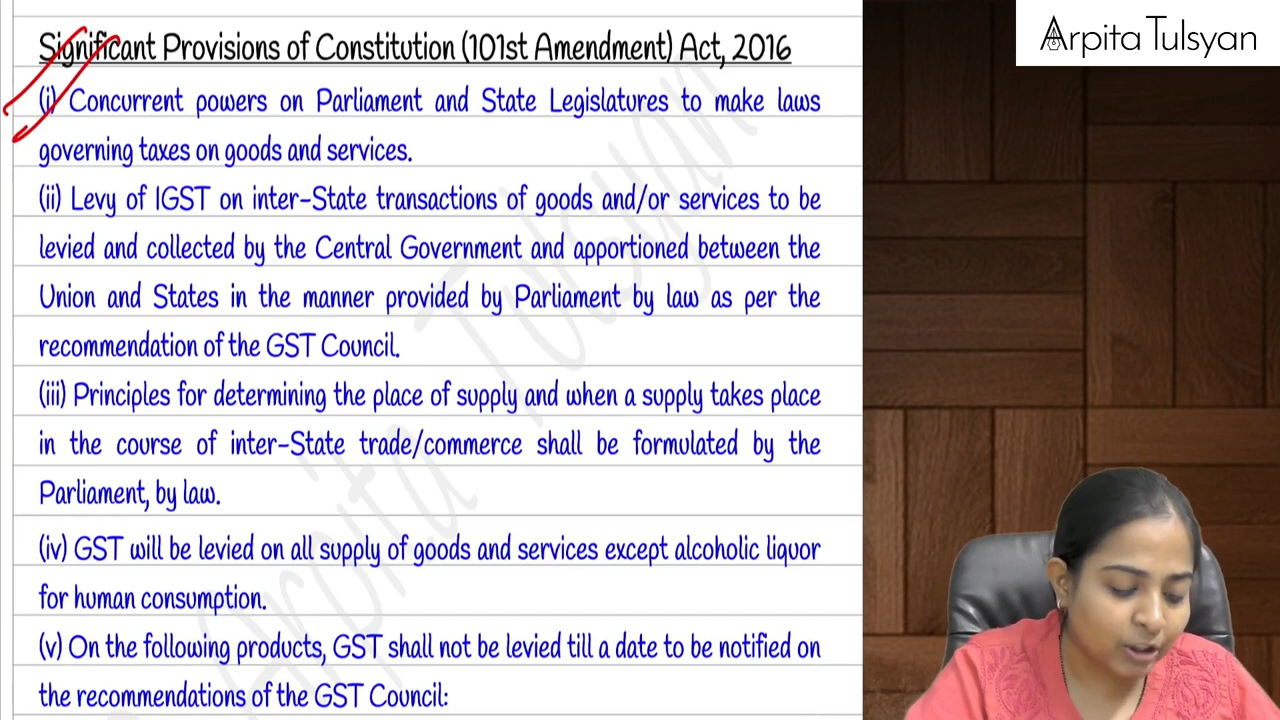 Arpita Tulsyan
Significant Provisions of Constitution (101st Amendment) Act, 2016
(i) Concurrent powers on Parliament and State Legislatures to make laws
governing taxes on goods and services.
(ii) Levy of IGST on inter-State transactions of goods and/or services to be
levied and collected by the Central Government and apportioned between the
Union and States in the manner provided by Parliament by law as per the
recommendation of the GST Council.
(iii) Principles for determining the place of supply and when a supply takes place
in the course of inter-State trade/commerce shall be formulated by the
Parliament, by law.
(iv) GST will be levied on all supply of goods and services except alcoholic liquor
for human consumption.
(v) On the following products, GST shall not be levied till a date to be notified on
the recommendations of the GST Council:
Arpita Tulsyan